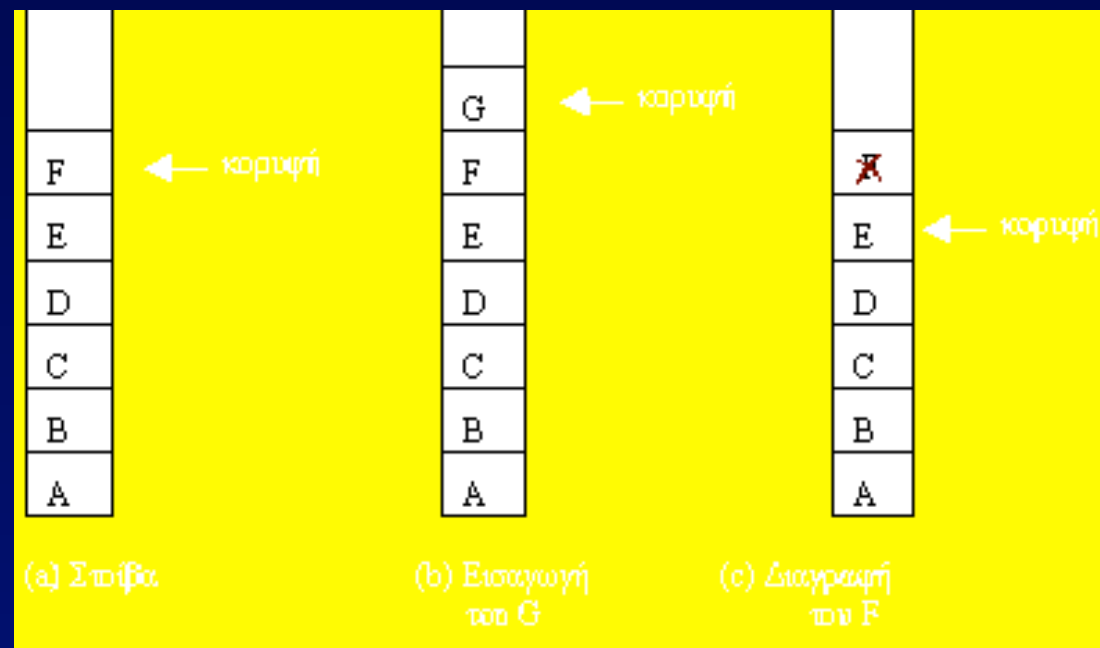 F
E
D
C
B
A
κορυφή
(a) Στοίβα
G
F
E
D
C
B
A
κορυφή
(b) Εισαγωγή
του G
F
E
D
C
B
A
κορυφή
(c) Διαγραφή
του F